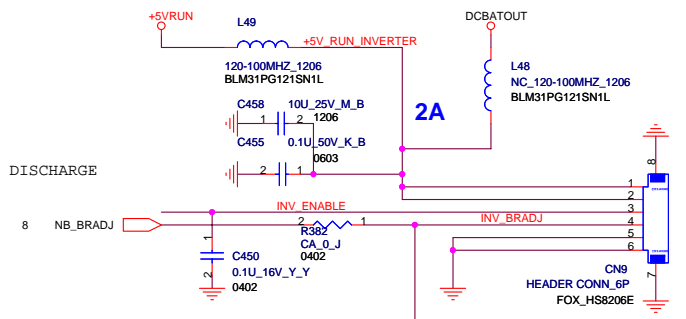 +5VRUN
DCBATOUT
L49
+5V_RUN_INVERTER
120-100MHZ_1206
BLM31PG121SN1L
L48
NC_120-100MHZ_1206
BLM31PG121SN1L
C458
10U_25V_M_B
1 2
1206
2A
C455
0.1U_50V_K_B
2 1
0603
DISCHARGE
8
1
2
INV_ENABLE
3
8
NB_BRADJ
2
1
INV_BRADJ
4
R382
CA_0_J
0402
5
6
1
C450
2
0.1U_16V_Y_Y
0402
7
CN9
HEADER CONN_6P
FOX_HS8206E